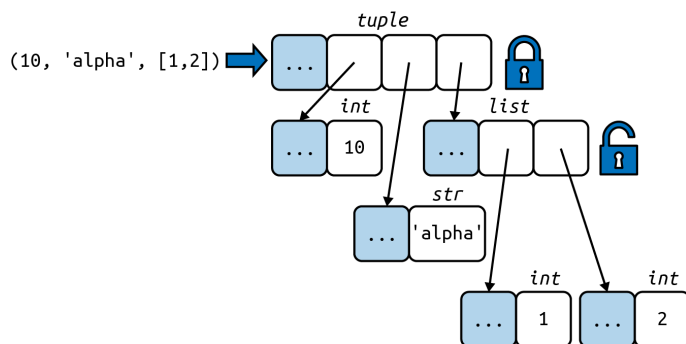 tuple
(10, 'alpha', [1,2])
...
int
list
... 10
...
str
... 'alpha'
int
int
... 1
... 2